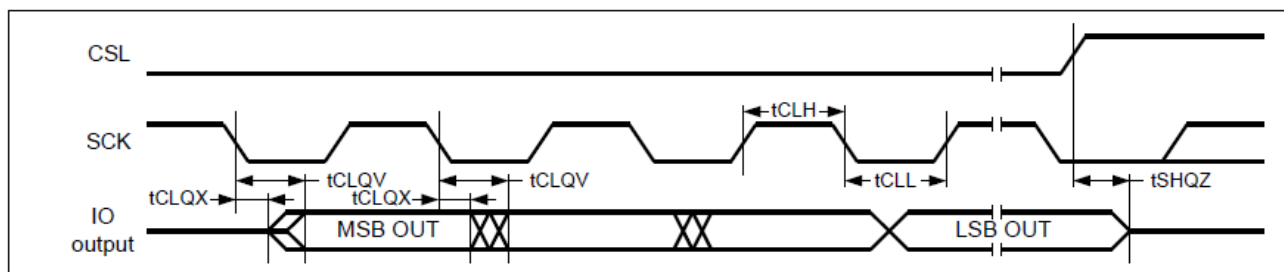 CSL
tCLH
SCK
tCLQV tCLQV tCLL tSHQZ
tCLQX tCLQX
IO
output
MSB OUT LSB OUT